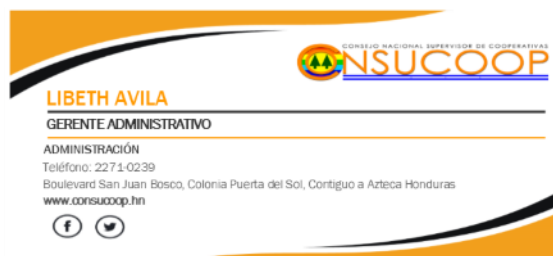 CONSEJO NACIONAL SUPERVISOR DE COOPERATIVAS
CONSUCOOP
LIBETH AVILA
GERENTE ADMINISTRATIVO
ADMINISTRACIÓN
Teléfono: 2271-0239
Boulevard San Juan Bosco, Colonia Puerta del Sol, Contiguo a Azteca Honduras
www.consucoop.hn